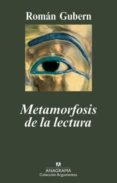 Román Gubern
Metamorfosis
de la lectura
ANAGRAMA
Colección Argumentos